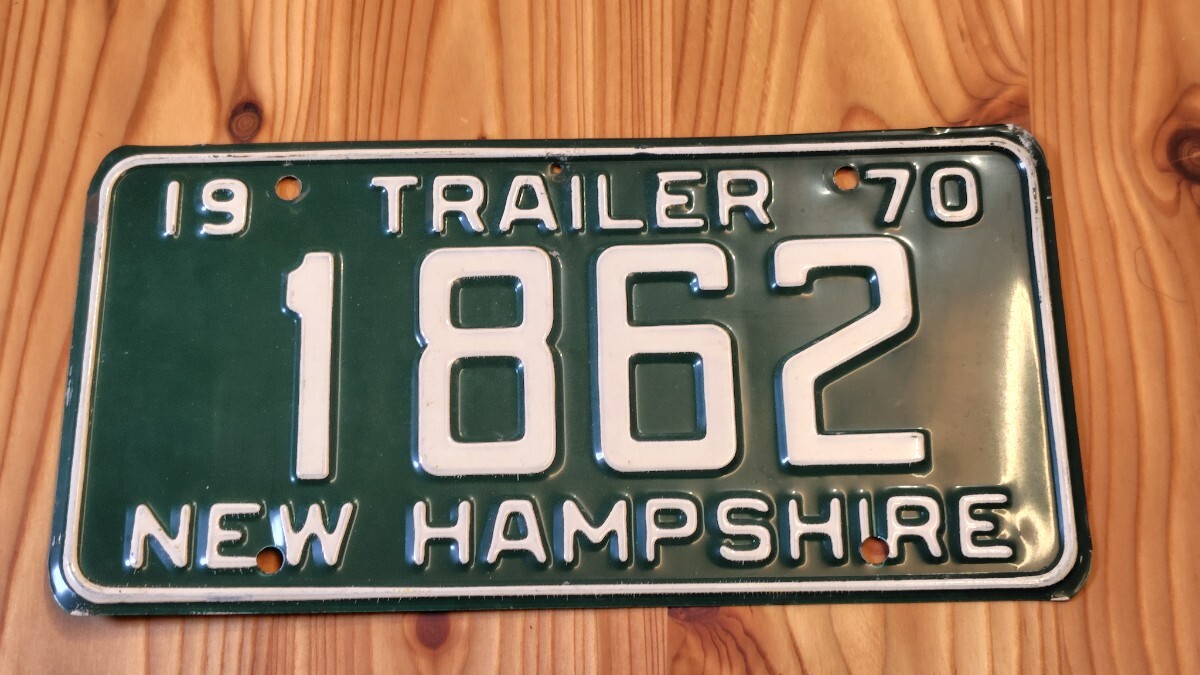 19 TRAILER 70
1862
NEW HAMPSHIRE